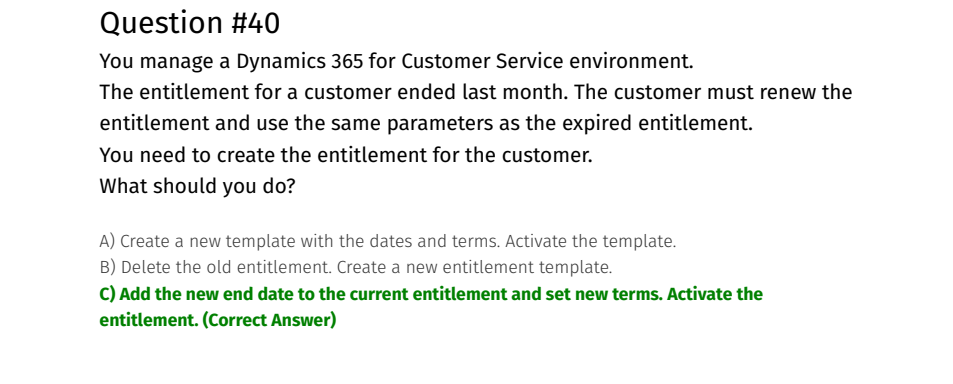 Question #40
You manage a Dynamics 365 for Customer Service environment.
The entitlement for a customer ended last month. The customer must renew the
entitlement and use the same parameters as the expired entitlement.
You need to create the entitlement for the customer.
What should you do?
A) Create a new template with the dates and terms. Activate the template.
B) Delete the old entitlement. Create a new entitlement template.
C) Add the new end date to the current entitlement and set new terms. Activate the
entitlement. (Correct Answer)